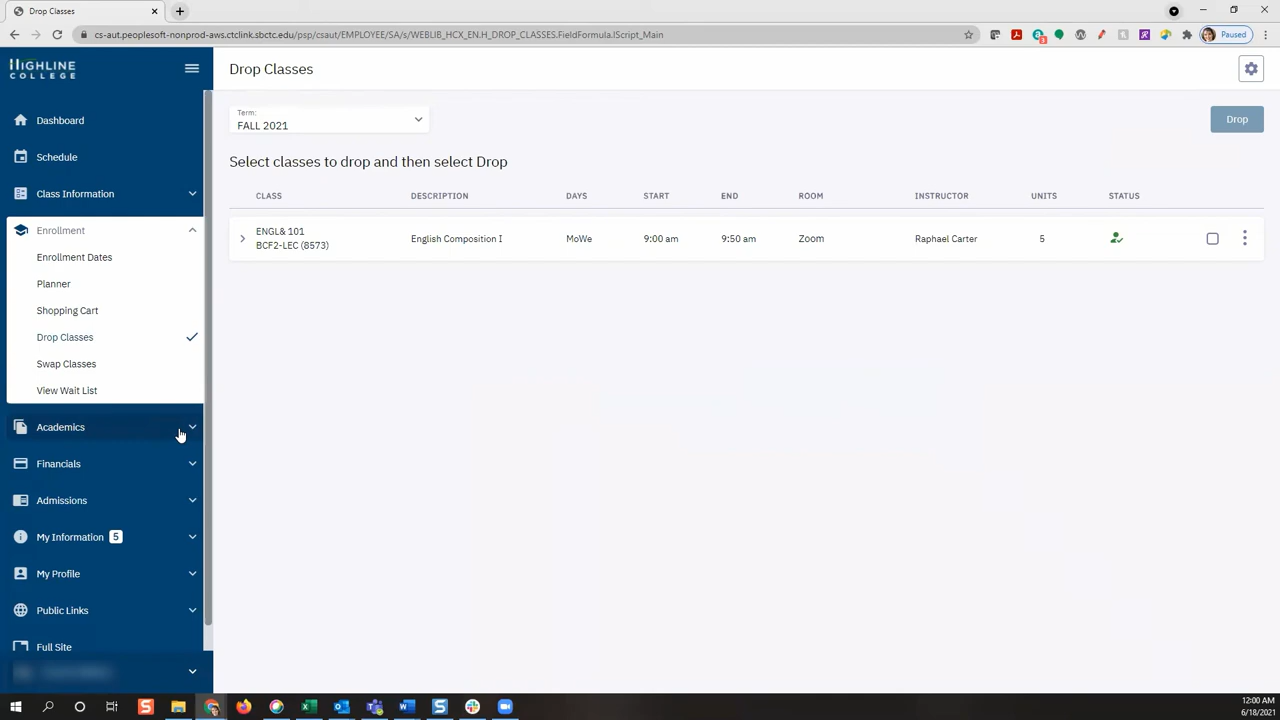 Drop Classes
cs-aut.peoplesoft-nonprod-aws.ctclink.sbctc.edu/psp/csaut/EMPLOYEE/SA/s/WEBLIB_HCX_EN.H_DROP_CLASSES.FieldFormula.IScript_Main
3
Paused
HIGHLINE
COLLEGE
Drop Classes
Dashboard
Schedule
Class Information
Enrollment
Enrollment Dates
Planner
Shopping Cart
Drop Classes
Swap Classes
View Wait List
Academics
Financials
Admissions
My Information 5
My Profile
Public Links
Full Site
Term:
FALL 2021
Drop
Select classes to drop and then select Drop
CLASS DESCRIPTION DAYS START END ROOM INSTRUCTOR UNITS STATUS
ENGL& 101
BCF2-LEC (8573)
English Composition I MoWe 9:00 am 9:50 am Zoom Raphael Carter 5
12:00 AM
6/18/2021